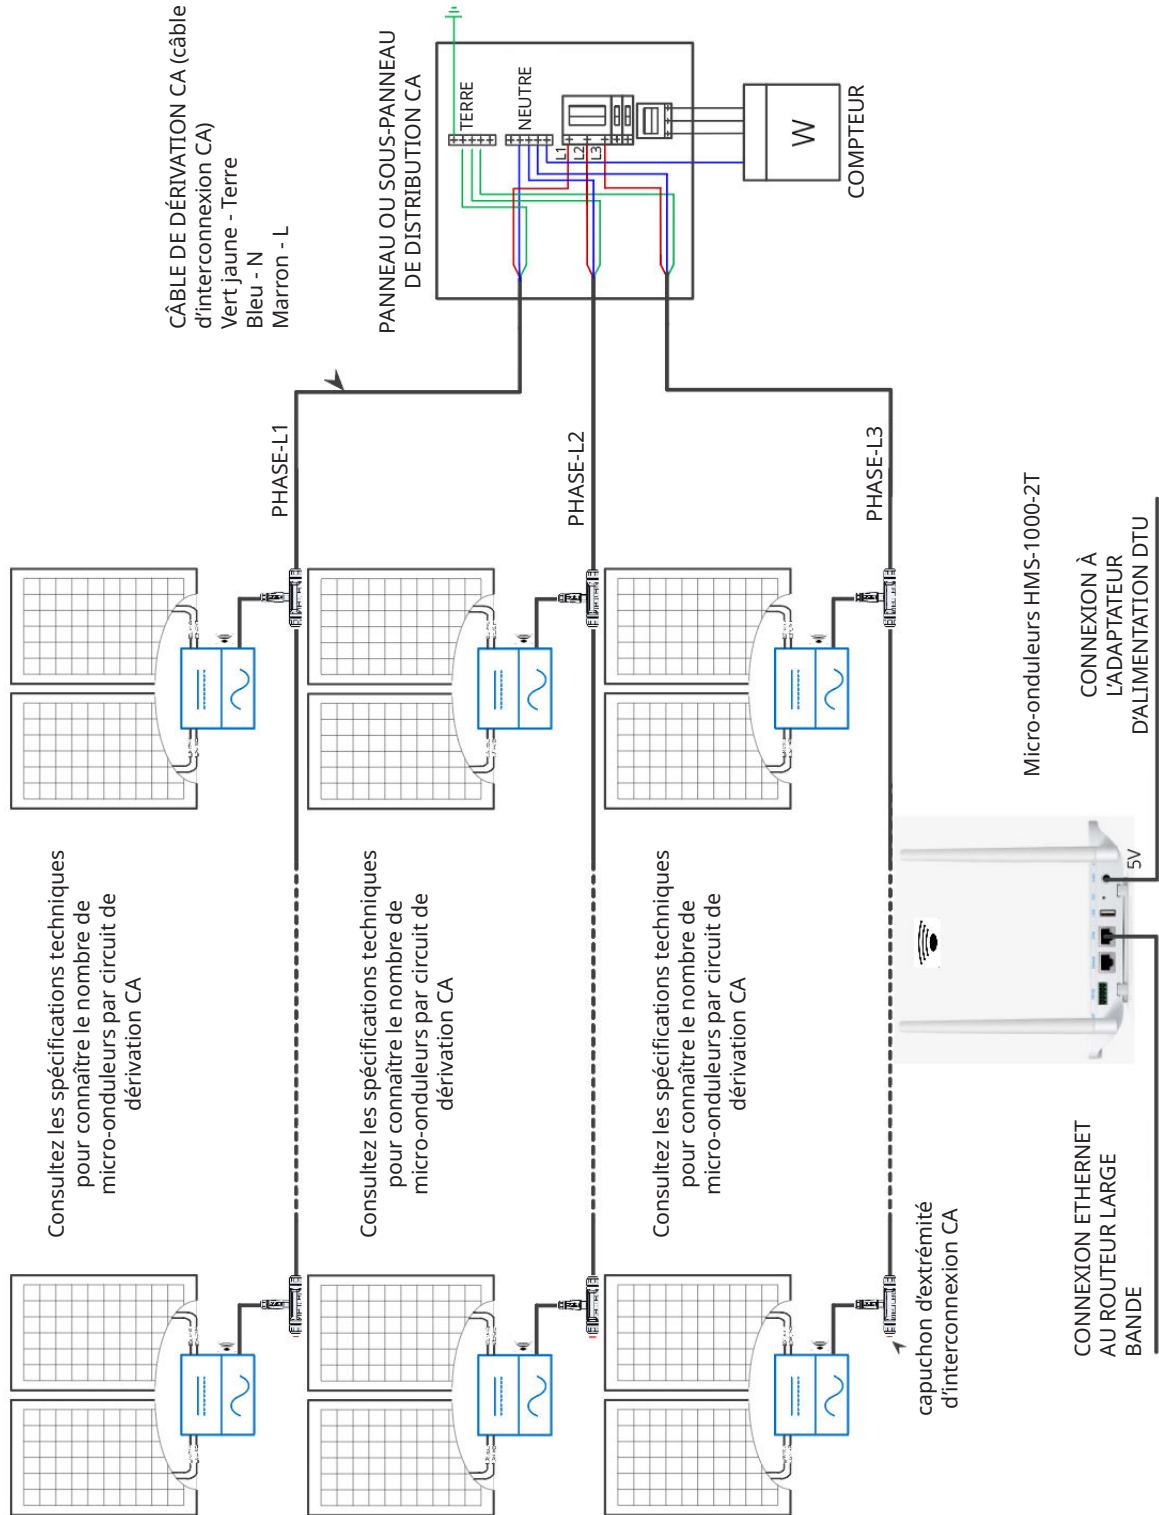 CÂBLE DE DÉRIVATION CA (câble
d'interconnexion CA)
Vert jaune - Terre
Bleu - N
Marron - L
PANNEAU OU SOUS-PANNEAU
DE DISTRIBUTION CA
TERRE
NEUTRE
L1
L2
L3
W
COMPTEUR
PHASE-L1
PHASE-L2
PHASE-L3
Consultez les spécifications techniques
pour connaître le nombre de
micro-onduleurs par circuit de
dérivation CA
Consultez les spécifications techniques
pour connaître le nombre de
micro-onduleurs par circuit de
dérivation CA
Consultez les spécifications techniques
pour connaître le nombre de
micro-onduleurs par circuit de
dérivation CA
Micro-onduleurs HMS-1000-2T
CONNEXION À
L'ADAPTATEUR
D'ALIMENTATION DTU
5V
capuchon d'extrémité
d'interconnexion CA
CONNEXION ETHERNET
AU ROUTEUR LARGE
BANDE